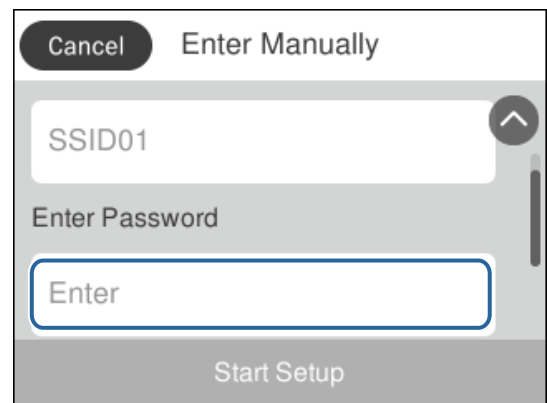 Cancel Enter Manually
SSID01
Enter Password
Enter
Start Setup